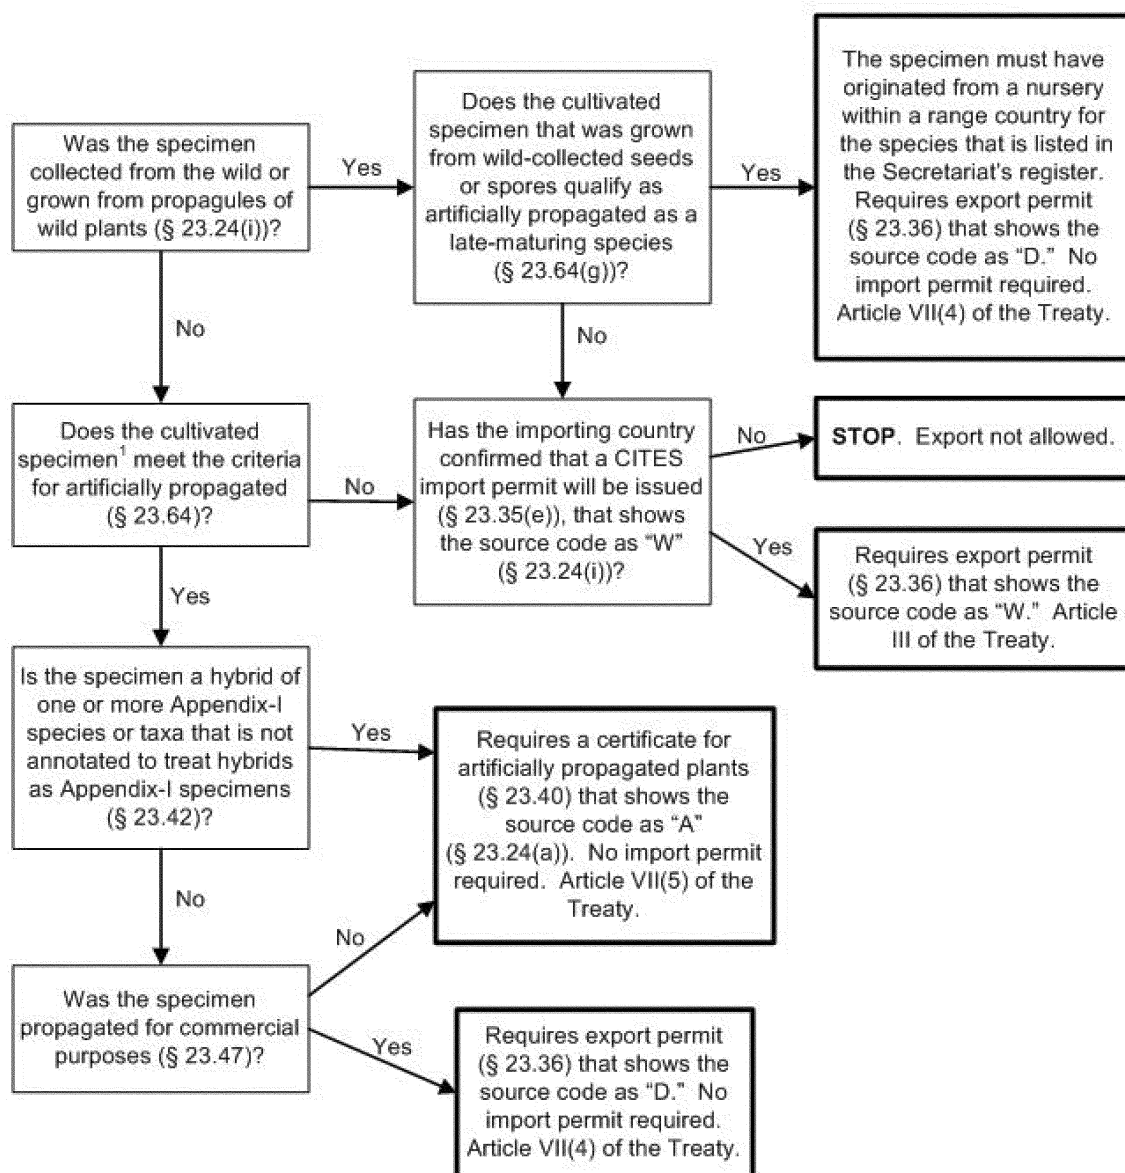 Was the specimen
collected from the wild or
grown from propagules of
wild plants (§ 23.24(i))?
Yes
Does the cultivated
specimen that was grown
from wild-collected seeds
or spores qualify as
artificially propagated as a
late-maturing species
(§ 23.64(g))?
Yes
The specimen must have
originated from a nursery
within a range country for
the species that is listed in
the Secretariat's register.
Requires export permit
(§ 23.36) that shows the
source code as “D.”  No
import permit required.
Article VII(4) of the Treaty.
No
No
Does the cultivated
specimen¹ meet the criteria
for artificially propagated
(§ 23.64)?
No
Has the importing country
confirmed that a CITES
import permit will be issued
(§ 23.35(e)), that shows
the source code as “W”
(§ 23.24(i))?
No
STOP.  Export not allowed.
Yes
Requires export permit
(§ 23.36) that shows the
source code as “W.”  Article
III of the Treaty.
Yes
Is the specimen a hybrid of
one or more Appendix-I
species or taxa that is not
annotated to treat hybrids
as Appendix-I specimens
(§ 23.42)?
Yes
Requires a certificate for
artificially propagated plants
(§ 23.40) that shows the
source code as “A”
(§ 23.24(a)).  No import permit
required.  Article VII(5) of the
Treaty.
No
No
Was the specimen
propagated for commercial
purposes (§ 23.47)?
Yes
Requires export permit
(§ 23.36) that shows the
source code as “D.”  No
import permit required.
Article VII(4) of the Treaty.